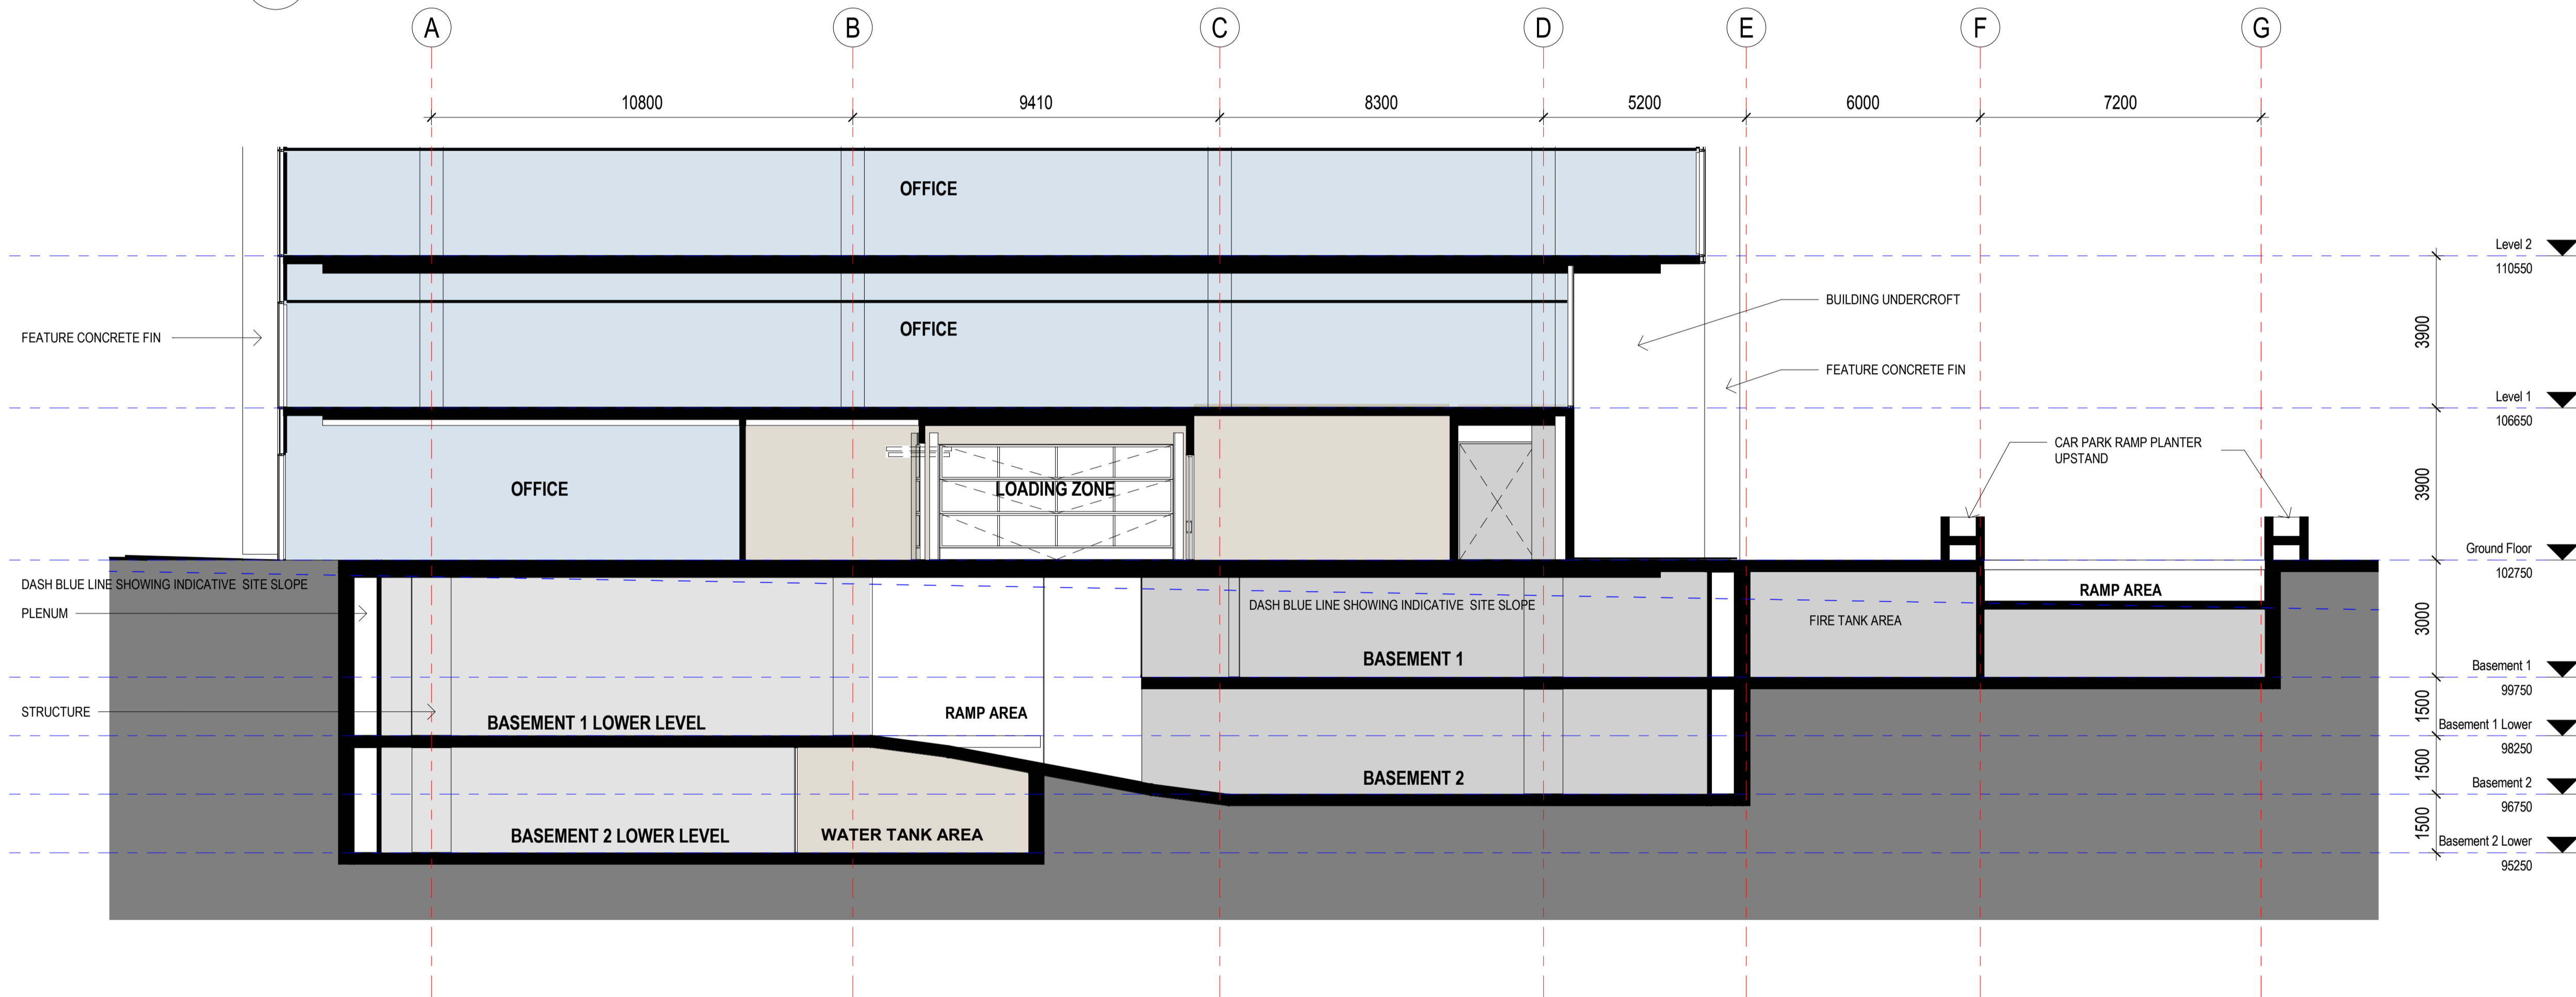 A B C D E F G
10800 9410 8300 5200 6000 7200
OFFICE
Level 2
110550
BUILDING UNDERCROFT
OFFICE
FEATURE CONCRETE FIN
3900
FEATURE CONCRETE FIN
Level 1
106650
CAR PARK RAMP PLANTER
UPSTAND
OFFICE
LOADING ZONE
3900
Ground Floor
102750
DASH BLUE LINE SHOWING INDICATIVE SITE SLOPE
RAMP AREA
DASH BLUE LINE SHOWING INDICATIVE SITE SLOPE
PLENUM
FIRE TANK AREA
3000
BASEMENT 1
Basement 1
99750
STRUCTURE
RAMP AREA
BASEMENT 1 LOWER LEVEL
1500
Basement 1 Lower
98250
BASEMENT 2
1500
Basement 2
96750
BASEMENT 2 LOWER LEVEL
WATER TANK AREA
1500
Basement 2 Lower
95250